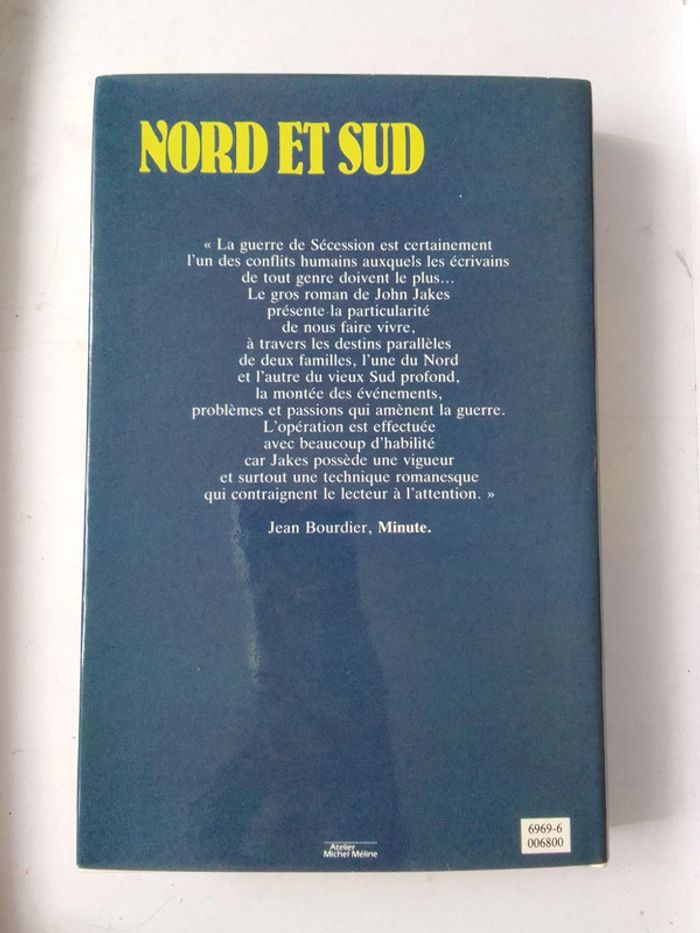 NORD ET SUD
« La guerre de Sécession est certainement
l'un des conflits humains auxquels les écrivains
de tout genre doivent le plus...
Le gros roman de John Jakes
présente la particularité
de nous faire vivre,
à travers les destins parallèles
de deux familles, l'une du Nord
et l'autre du vieux Sud profond,
la montée des événements,
problèmes et passions qui amènent la guerre.
L'opération est effectuée
avec beaucoup d'habilité
car Jakes possède une vigueur
et surtout une technique romanesque
qui contraignent le lecteur à l'attention. »
Jean Bourdier, Minute.
Atelier
Michel Méline
6969-6
006800